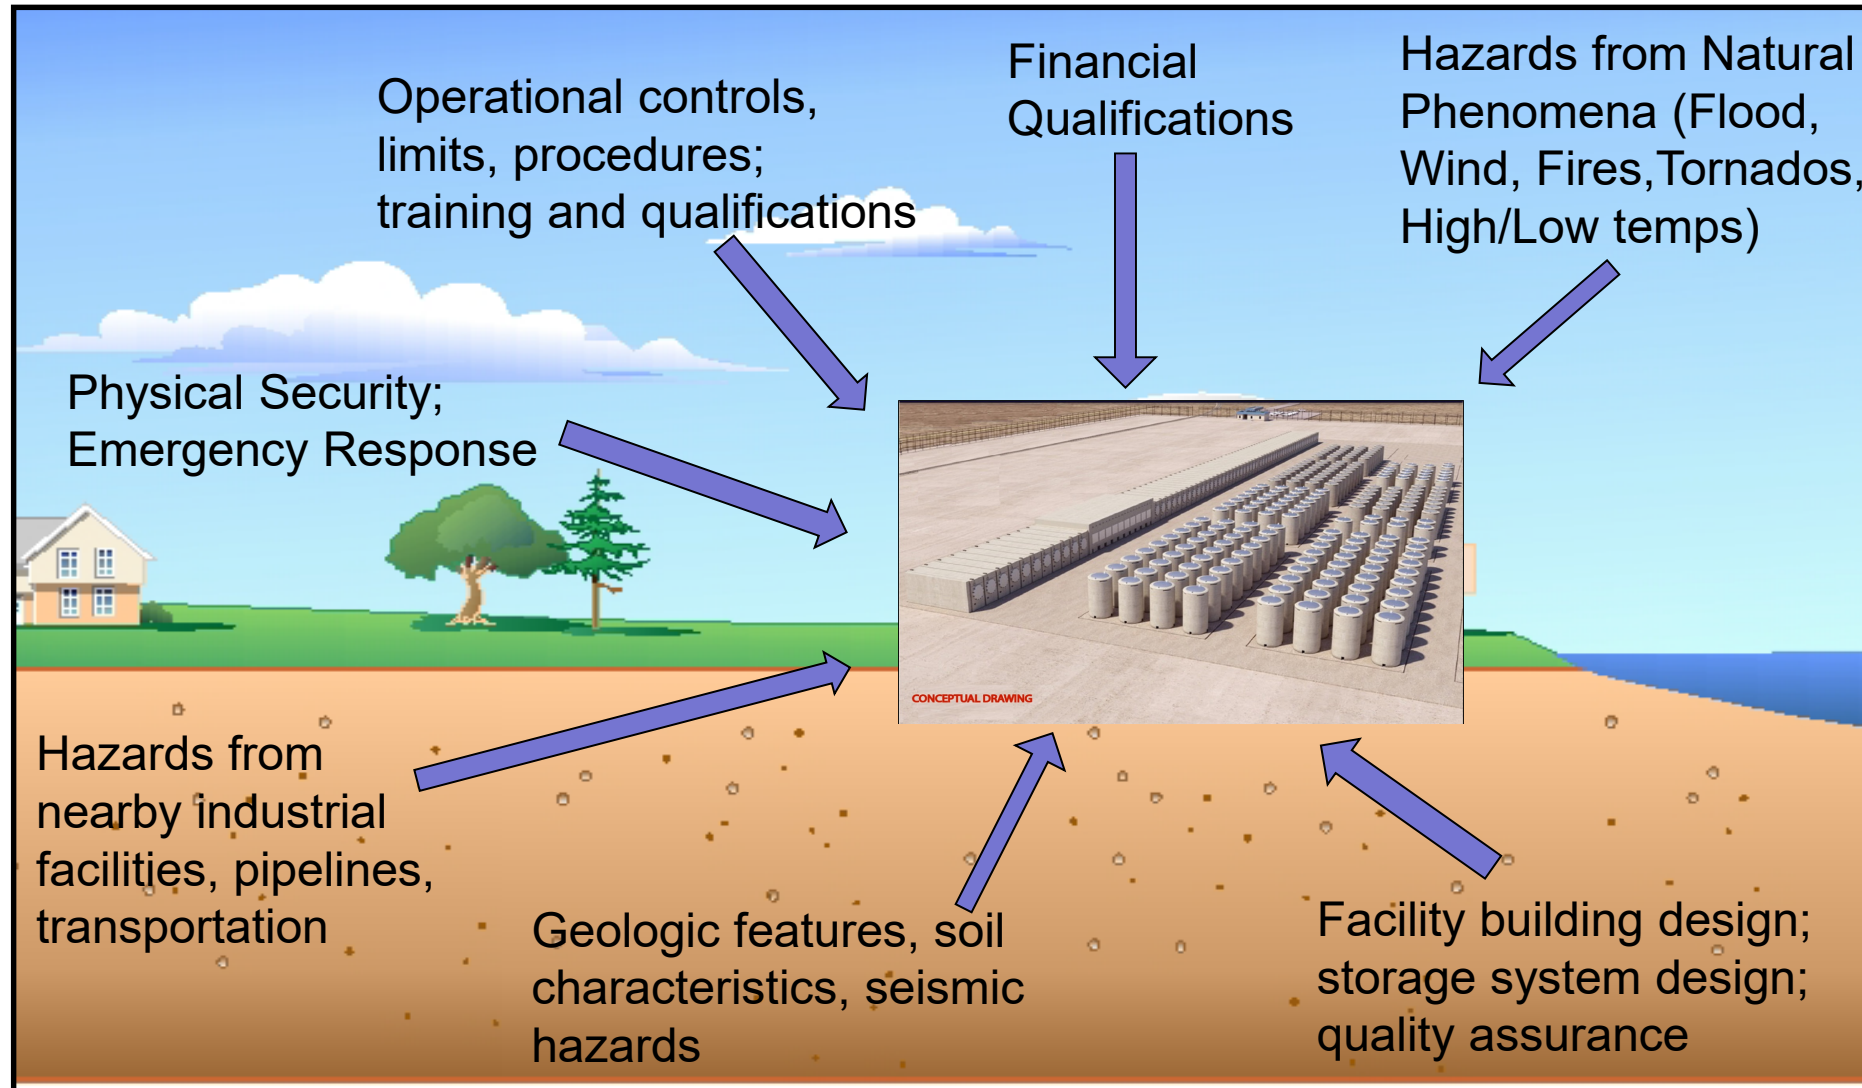 Operational controls,
limits, procedures;
training and qualifications
Financial
Qualifications
Hazards from Natural
Phenomena (Flood,
Wind, Fires,Tornados,
High/Low temps)
Physical Security;
Emergency Response
CONCEPTUAL DRAWING
Hazards from
nearby industrial
facilities, pipelines,
transportation
Geologic features, soil
characteristics, seismic
hazards
Facility building design;
storage system design;
quality assurance